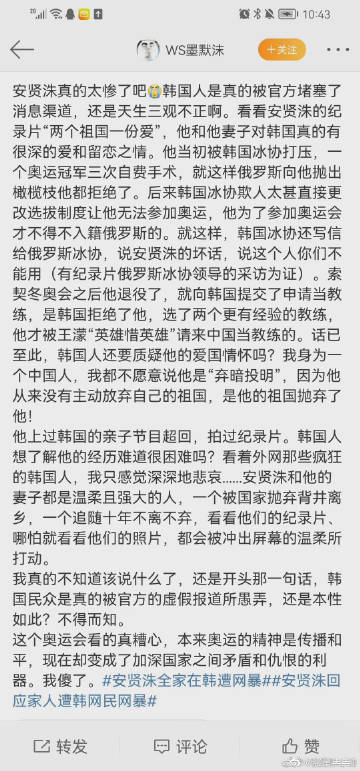 10:43
WS墨默沫
+关注
安贤洙真的太惨了吧😭韩国人是真的被官方堵塞了
消息渠道，还是天生三观不正啊。看看安贤洙的纪
录片“两个祖国一份爱”，他和他妻子对韩国真的有
很深的爱和留恋之情。他当初被韩国冰协打压，一
个奥运冠军三次自费手术，就这样俄罗斯向他抛出
橄榄枝他都拒绝了。后来韩国冰协欺人太甚直接更
改选拔制度让他无法参加奥运，他为了参加奥运会
才不得不入籍俄罗斯的。就这样，韩国冰协还写信
给俄罗斯冰协，说安贤洙的坏话，说这个人你们不
能用（有纪录片俄罗斯冰协领导的采访为证）。索
契冬奥会之后他退役了，就向韩国提交了申请当教
练，是韩国拒绝了他，选了两个更有经验的教练，
他才被王濛“英雄惜英雄”请来中国当教练的。话已
至此，韩国人还要质疑他的爱国情怀吗？我身为一
个中国人，我都不愿意说他是“弃暗投明”，因为他
从来没有主动放弃自己的祖国，是他的祖国抛弃了
他！
他上过韩国的亲子节目超回，拍过纪录片。韩国人
想了解他的经历难道很困难吗？看着外网那些疯狂
的韩国人，我只感觉深深地悲哀......安贤洙和他的
妻子都是温柔且强大的人，一个被国家抛弃背井离
乡，一个追随十年不离不弃，看看他们的纪录片、
哪怕就看看他们的照片，都会被冲出屏幕的温柔所
打动。
我真的不知道该说什么了，还是开头那一句话，韩
国民众是真的被官方的虚假报道所愚弄，还是本性
如此？不得而知。
这个奥运会看的真糟心，本来奥运的精神是传播和
平，现在却变成了加深国家之间矛盾和仇恨的利
器。我傻了。#安贤洙全家在韩遭网暴##安贤洙回
应家人遭韩网民网暴#
转发
评论
赞